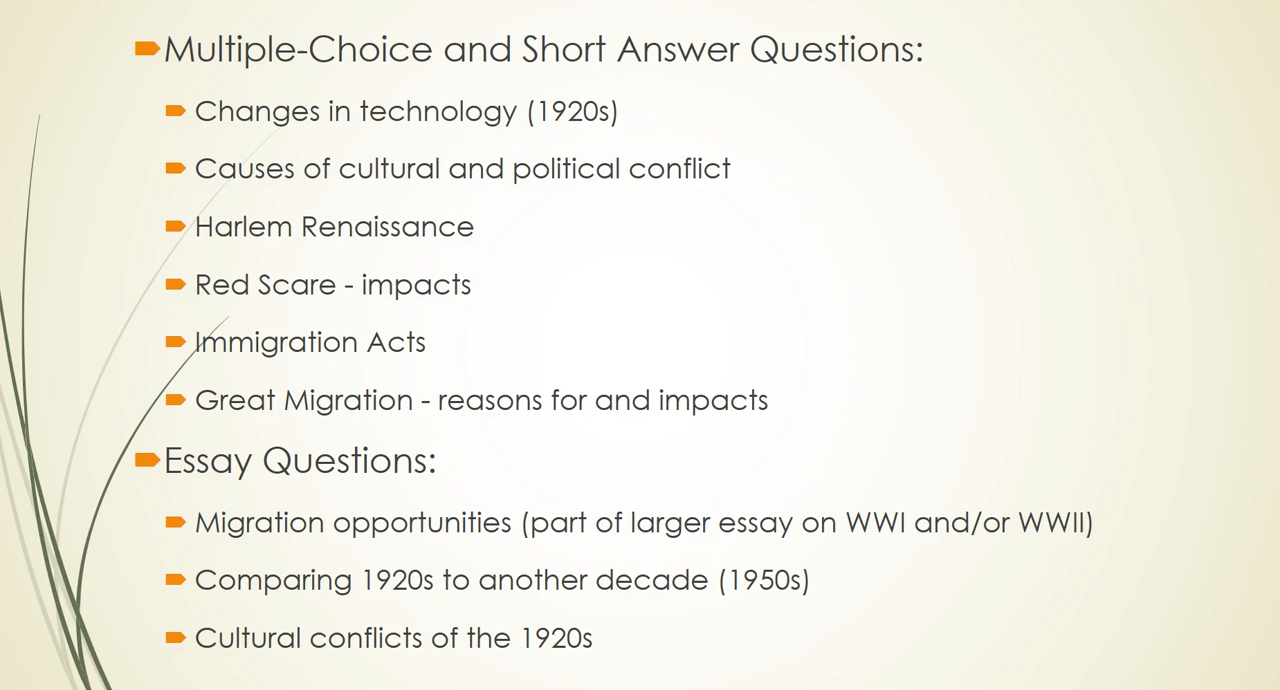 Multiple-Choice and Short Answer Questions:
Changes in technology (1920s)
Causes of cultural and political conflict
Harlem Renaissance
Red Scare - impacts
Immigration Acts
Great Migration - reasons for and impacts
Essay Questions:
Migration opportunities (part of larger essay on WWI and/or WWII)
Comparing 1920s to another decade (1950s)
Cultural conflicts of the 1920s